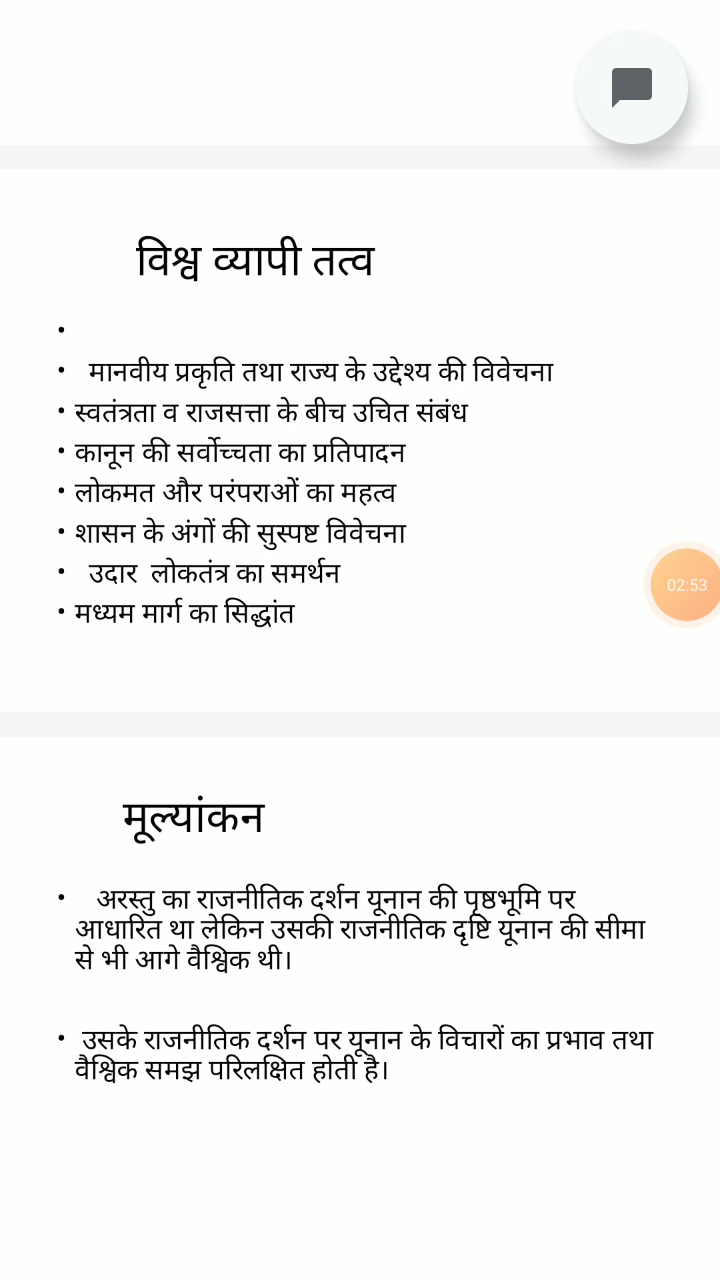 विश्व व्यापी तत्व
•
• मानवीय प्रकृति तथा राज्य के उद्देश्य की विवेचना
• स्वतंत्रता व राजसत्ता के बीच उचित संबंध
• कानून की सर्वोच्चता का प्रतिपादन
• लोकमत और परंपराओं का महत्व
• शासन के अंगों की सुस्पष्ट विवेचना
• उदार लोकतंत्र का समर्थन
02:53
• मध्यम मार्ग का सिद्धांत
मूल्यांकन
• अरस्तु का राजनीतिक दर्शन यूनान की पृष्ठभूमि पर
आधारित था लेकिन उसकी राजनीतिक दृष्टि यूनान की सीमा
से भी आगे वैश्विक थी।
• उसके राजनीतिक दर्शन पर यूनान के विचारों का प्रभाव तथा
वैश्विक समझ परिलक्षित होती है।